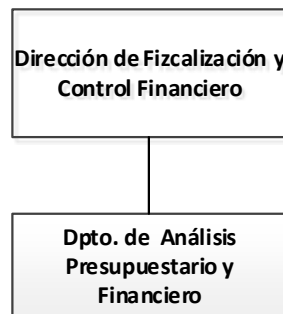 Dirección de Fizcalización y
Control Financiero
Dpto. de Análisis
Presupuestario y
Financiero